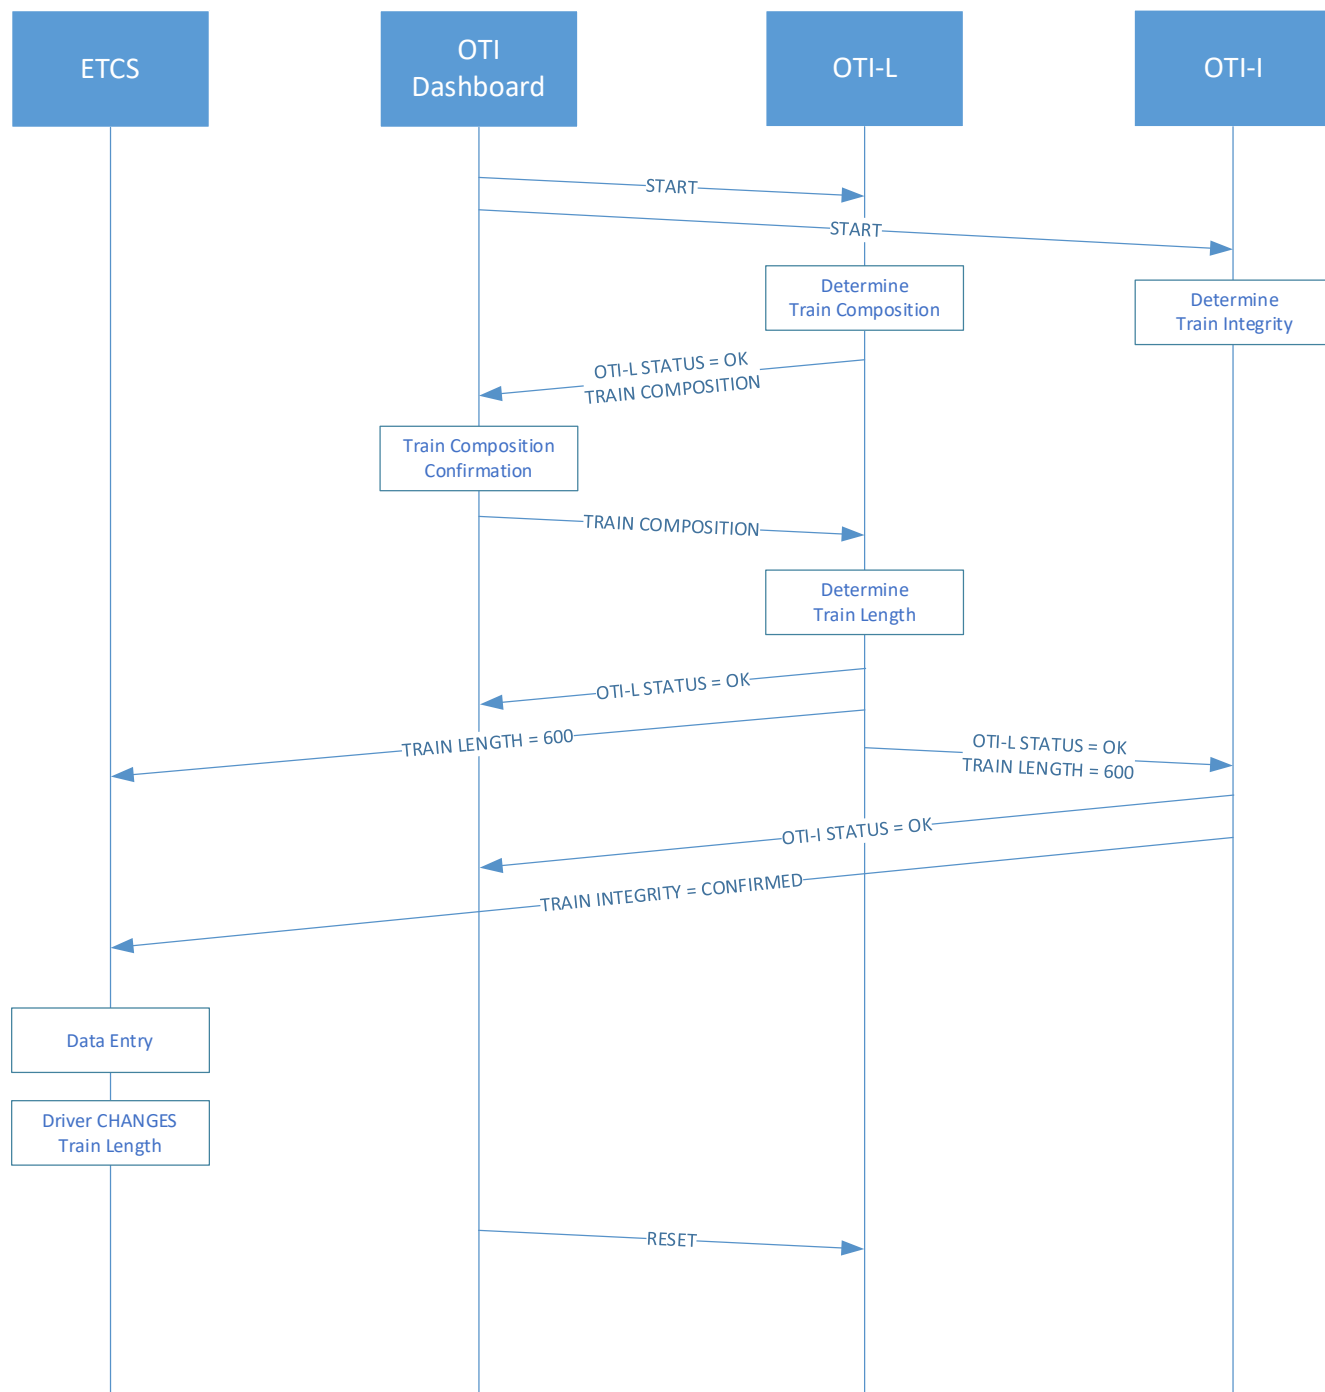 ETCS
OTI
Dashboard
OTI-L
OTI-I
START
START
Determine
Train Composition
Determine
Train Integrity
OTI-L STATUS = OK
TRAIN COMPOSITION
Train Composition
Confirmation
TRAIN COMPOSITION
Determine
Train Length
OTI-L STATUS = OK
TRAIN LENGTH = 600
OTI-L STATUS = OK
TRAIN LENGTH = 600
OTI-I STATUS = OK
TRAIN INTEGRITY = CONFIRMED
Data Entry
Driver CHANGES
Train Length
RESET